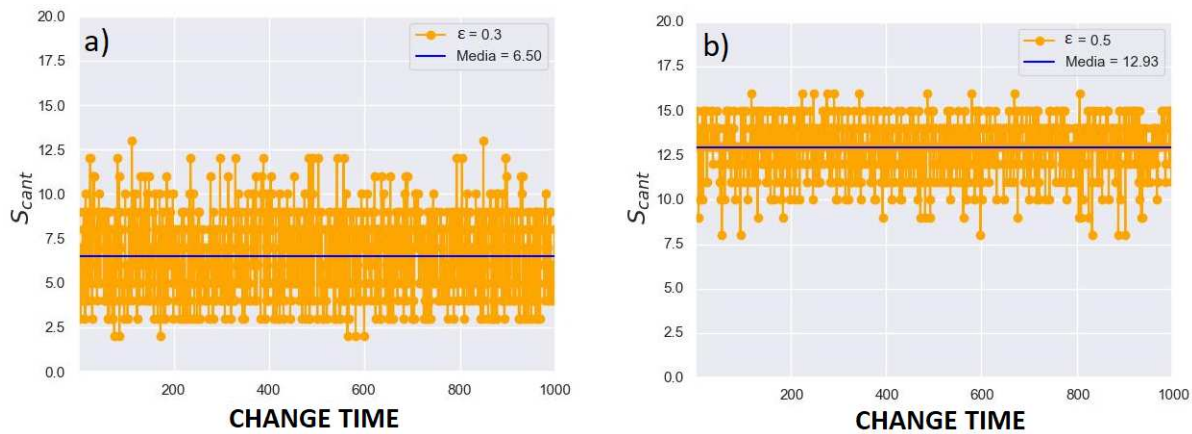 a)
ε = 0.3
Media = 6.50
20.0
17.5
15.0
12.5
10.0
7.5
5.0
2.5
0.0
S_cant
200 400 600 800 1000
CHANGE TIME
b)
ε = 0.5
Media = 12.93
20.0
17.5
15.0
12.5
10.0
7.5
5.0
2.5
0.0
S_cant
200 400 600 800 1000
CHANGE TIME